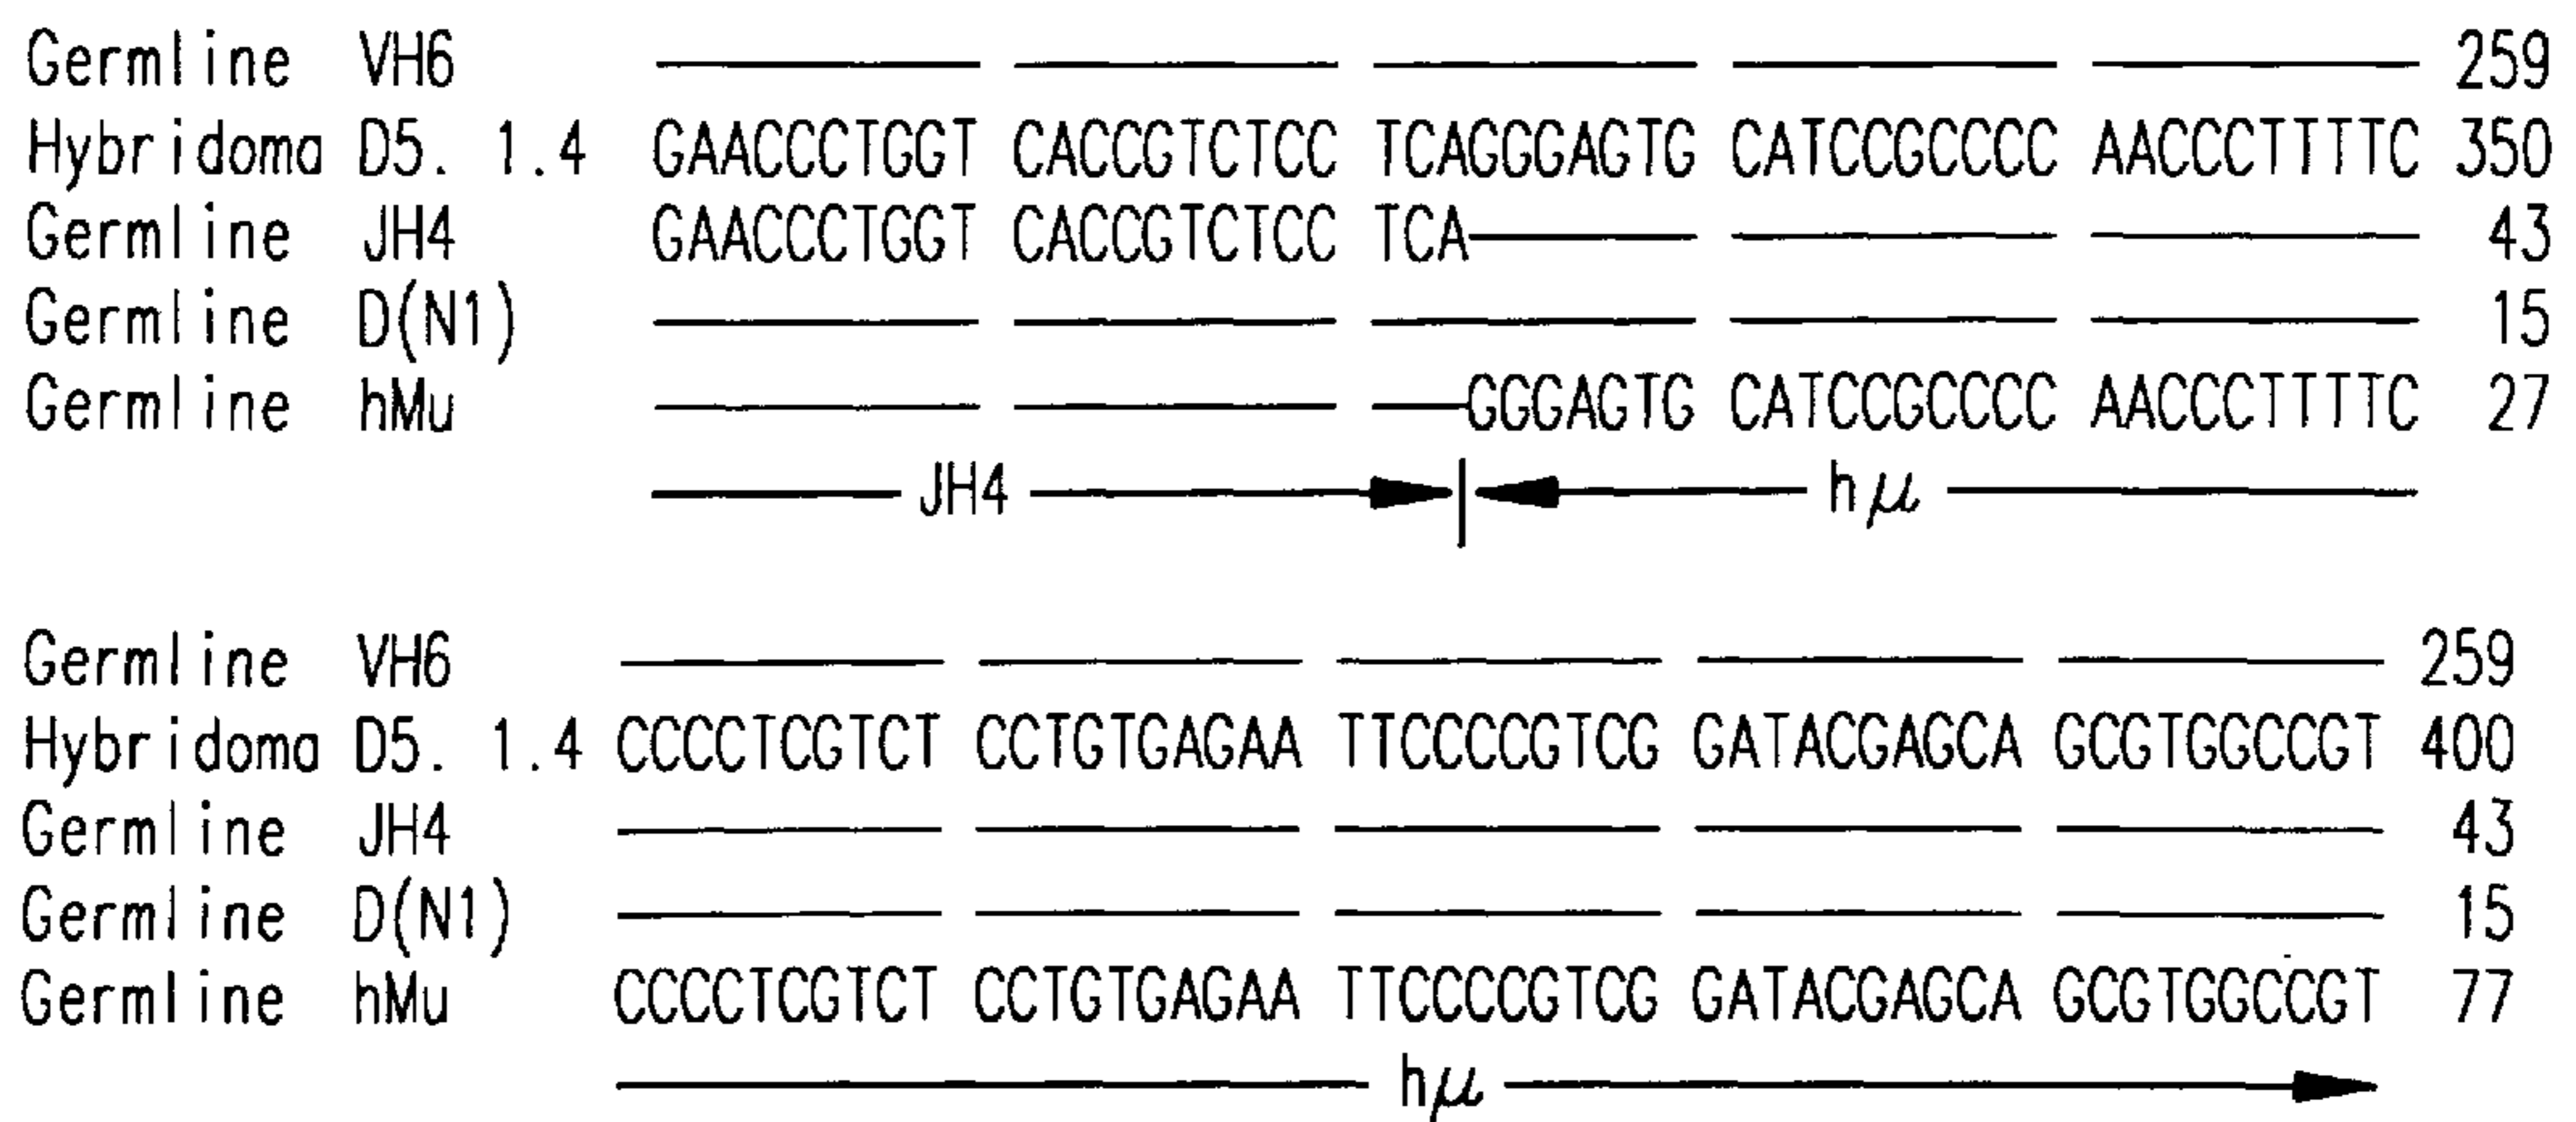 Germline VH6 —————————— —————————— —————————— —————————— —————————— 259
Hybridoma D5. 1.4 GAACCCTGGT CACCGTCTCC TCAGGGAGTG CATCCGCCCC AACCCTTTTC 350
Germline JH4 GAACCCTGGT CACCGTCTCC TCA——————— —————————— —————————— 43
Germline D(N1) —————————— —————————— —————————— —————————— —————————— 15
Germline hMu —————————— —————————— ———GGGAGTG CATCCGCCCC AACCCTTTTC 27
JH4 hμ
Germline VH6 —————————— —————————— —————————— —————————— —————————— 259
Hybridoma D5. 1.4 CCCCTCGTCT CCTGTGAGAA TTCCCCGTCG GATACGAGCA GCGTGGCCGT 400
Germline JH4 —————————— —————————— —————————— —————————— —————————— 43
Germline D(N1) —————————— —————————— —————————— —————————— —————————— 15
Germline hMu CCCCTCGTCT CCTGTGAGAA TTCCCCGTCG GATACGAGCA GCGTGGCCGT 77
hμ